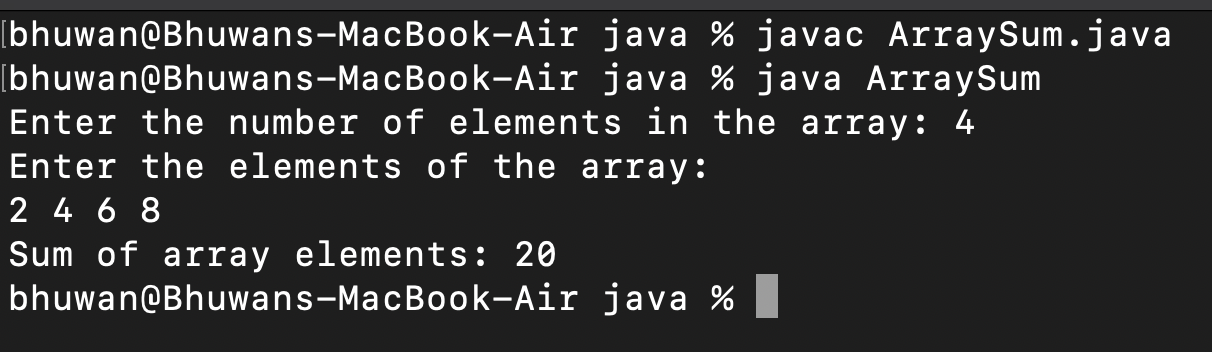 [bhuwan@Bhuwans-MacBook-Air java % javac ArraySum.java
[bhuwan@Bhuwans-MacBook-Air java % java ArraySum
Enter the number of elements in the array: 4
Enter the elements of the array:
2 4 6 8
Sum of array elements: 20
bhuwan@Bhuwans-MacBook-Air java %